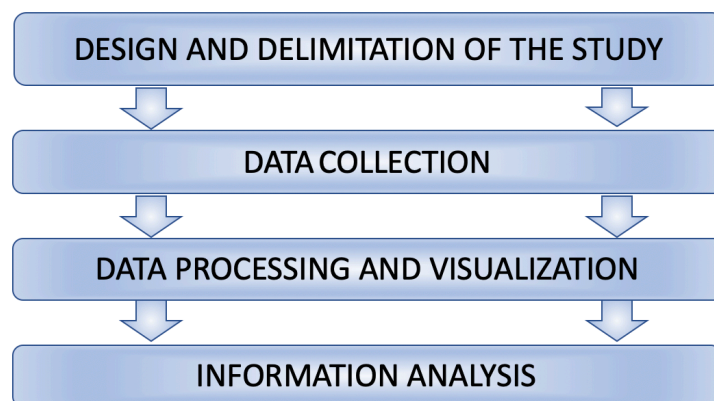 DESIGN AND DELIMITATION OF THE STUDY
DATA COLLECTION
DATA PROCESSING AND VISUALIZATION
INFORMATION ANALYSIS